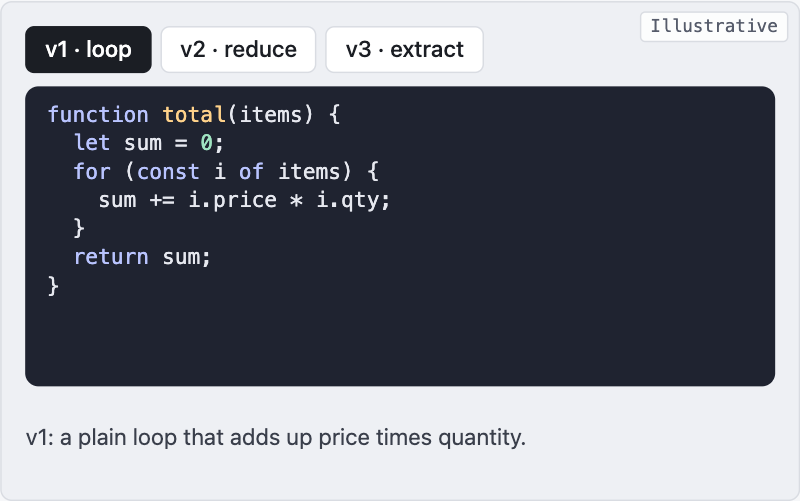 Illustrative
v1 · loop
v2 · reduce
v3 · extract
function total(items) {
  let sum = 0;
  for (const i of items) {
    sum += i.price * i.qty;
  }
  return sum;
}
v1: a plain loop that adds up price times quantity.